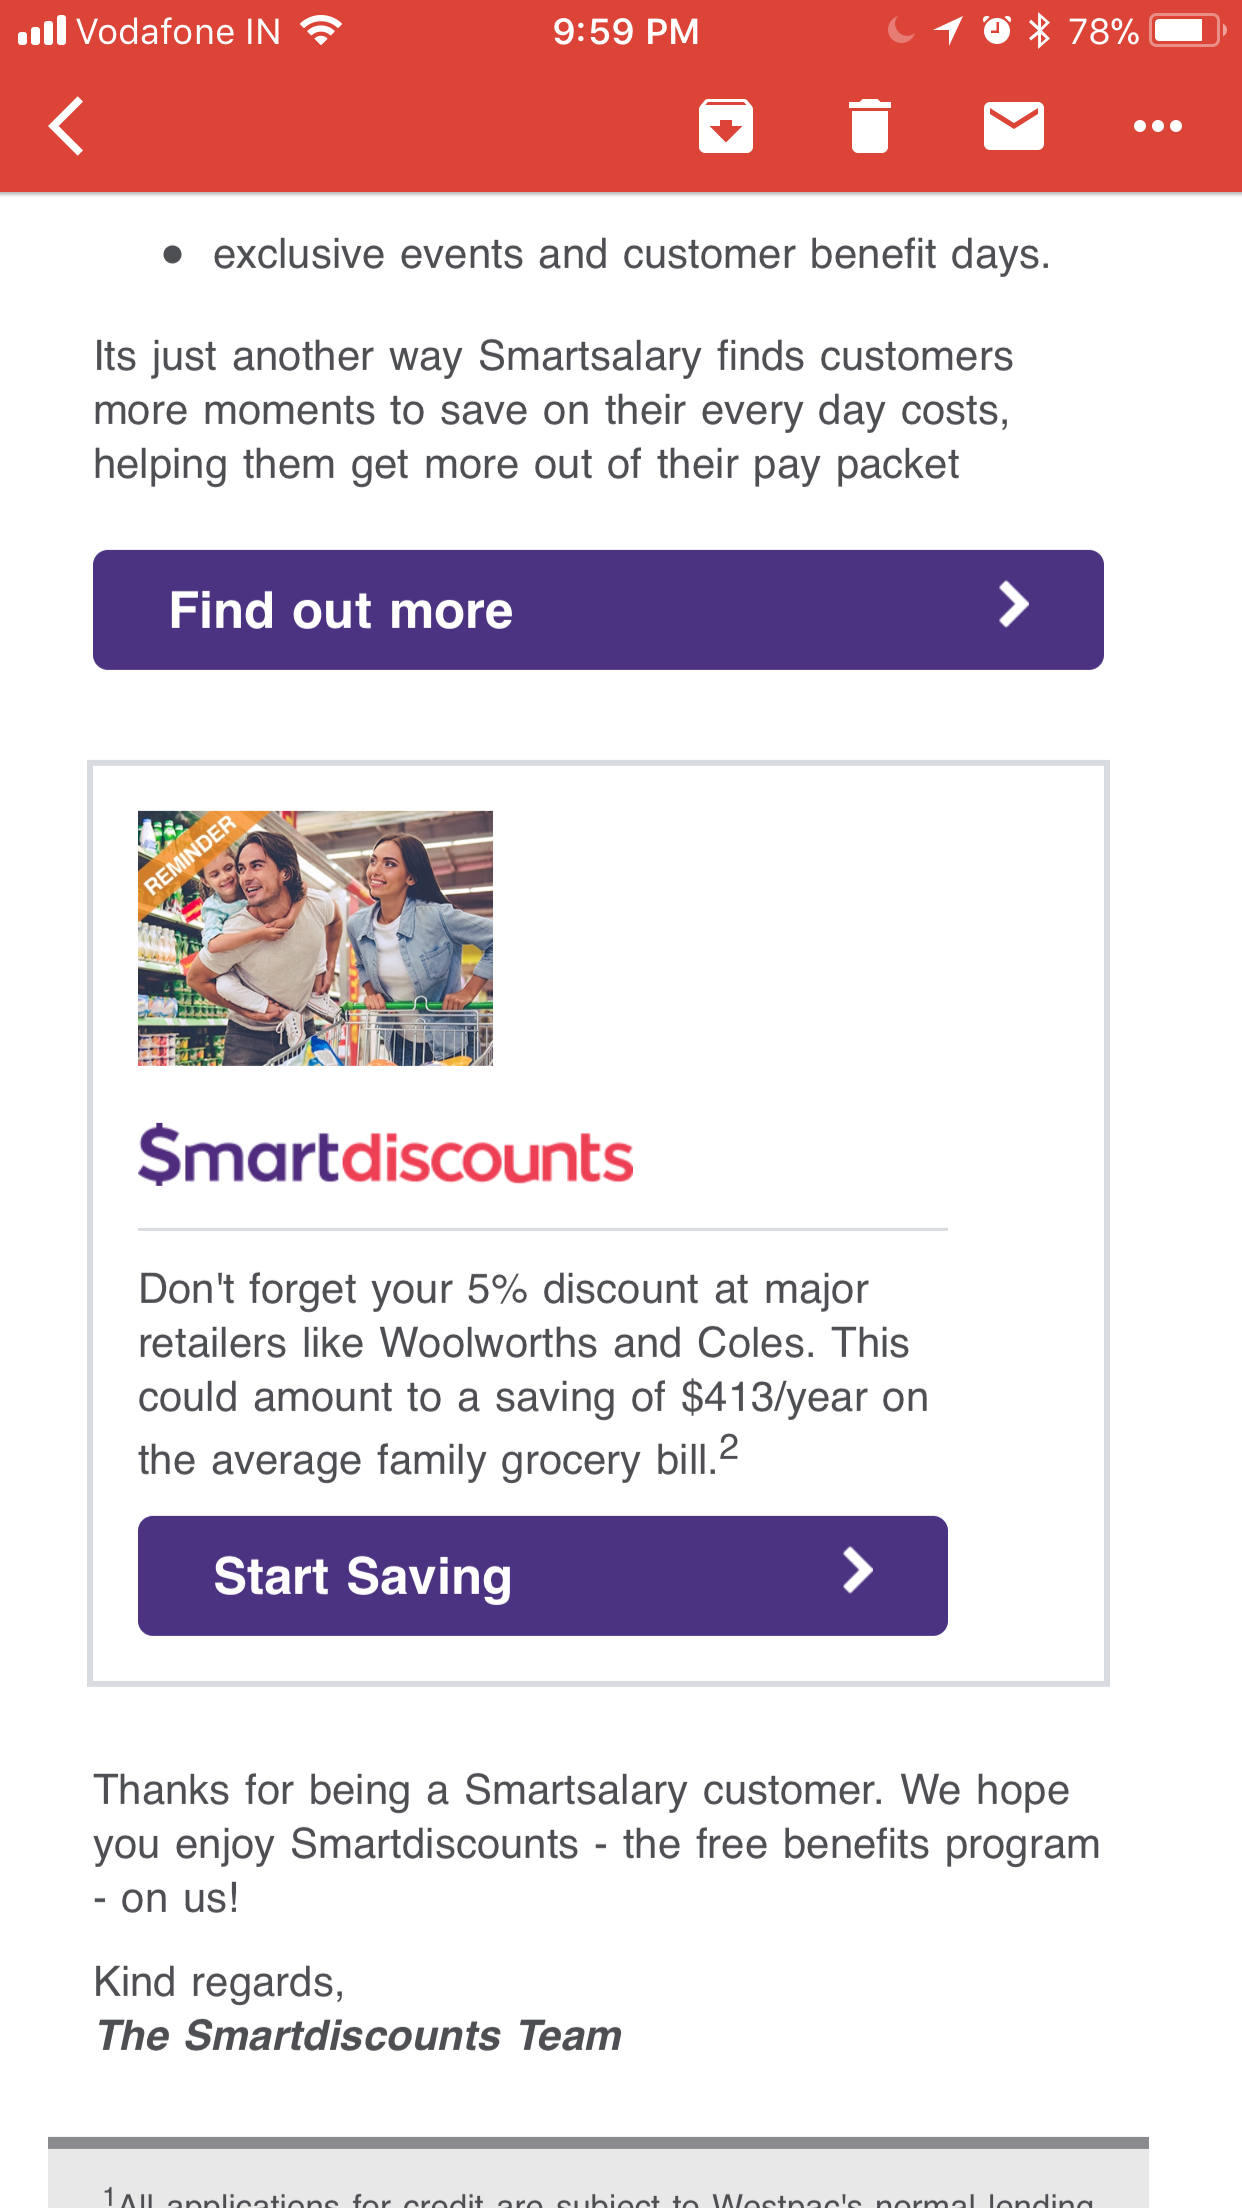 Vodafone IN 9:59 PM 78%
• exclusive events and customer benefit days.
Its just another way Smartsalary finds customers
more moments to save on their every day costs,
helping them get more out of their pay packet
Find out more
REMINDER
$martdiscounts
Don't forget your 5% discount at major
retailers like Woolworths and Coles. This
could amount to a saving of $413/year on
the average family grocery bill.2
Start Saving
Thanks for being a Smartsalary customer. We hope
you enjoy Smartdiscounts - the free benefits program
- on us!
Kind regards,
The Smartdiscounts Team
1All applications for credit are subject to Westpac's normal lending